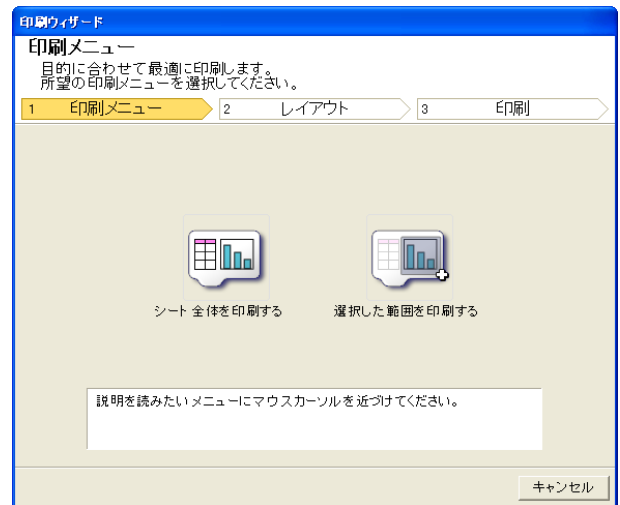 印刷ウィザード
印刷メニュー
目的に合わせて最適に印刷します。
所望の印刷メニューを選択してください。
1 印刷メニュー 2 レイアウト 3 印刷
シート全体を印刷する 選択した範囲を印刷する
説明を読みたいメニューにマウスカーソルを近づけてください。
キャンセル